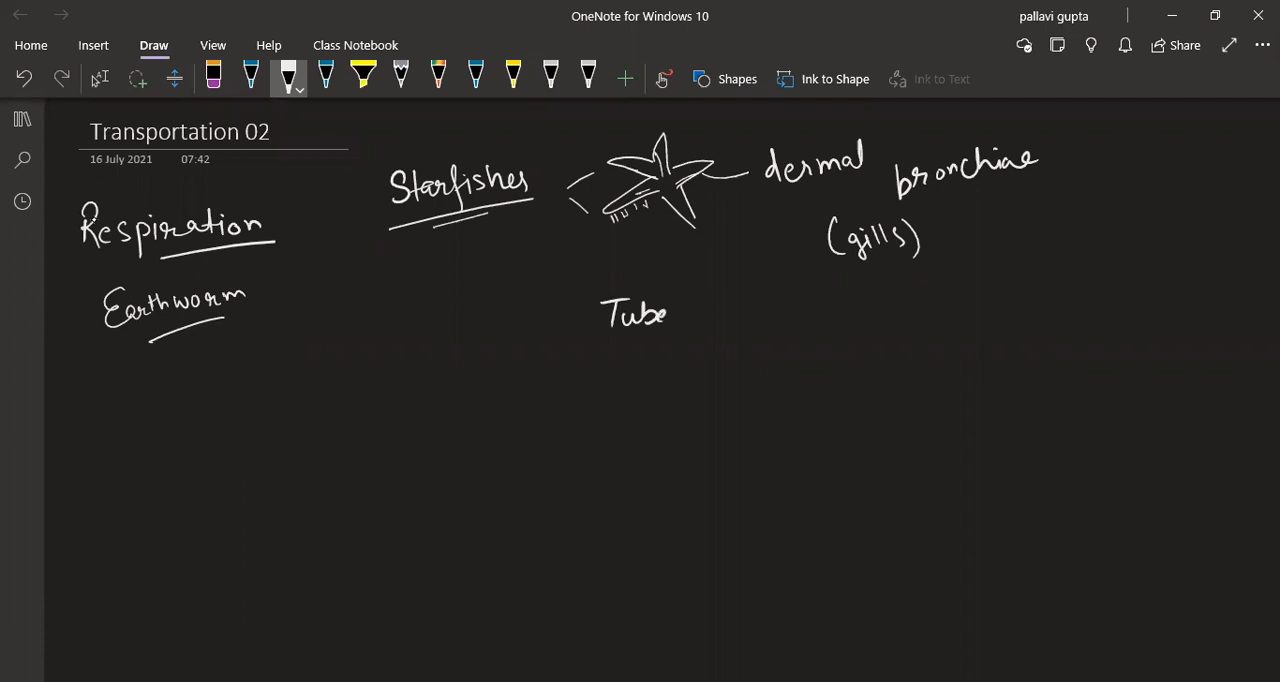 OneNote for Windows 10
pallavi gupta
Home Insert Draw View Help Class Notebook
Share
Shapes Ink to Shape Ink to Text
Transportation 02
16 July 2021 07:42
Respiration
Earthworm
Starfishes
dermal bronchiae
(gills)
Tube